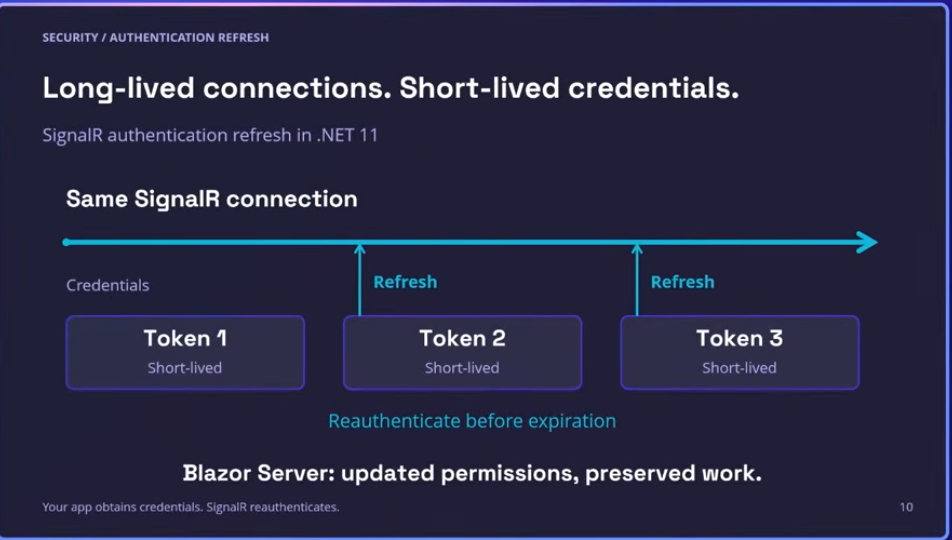 SECURITY / AUTHENTICATION REFRESH
Long-lived connections. Short-lived credentials.
SignalR authentication refresh in .NET 11
Same SignalR connection
Credentials
Refresh
Refresh
Token 1
Short-lived
Token 2
Short-lived
Token 3
Short-lived
Reauthenticate before expiration
Blazor Server: updated permissions, preserved work.
Your app obtains credentials. SignalR reauthenticates.
10